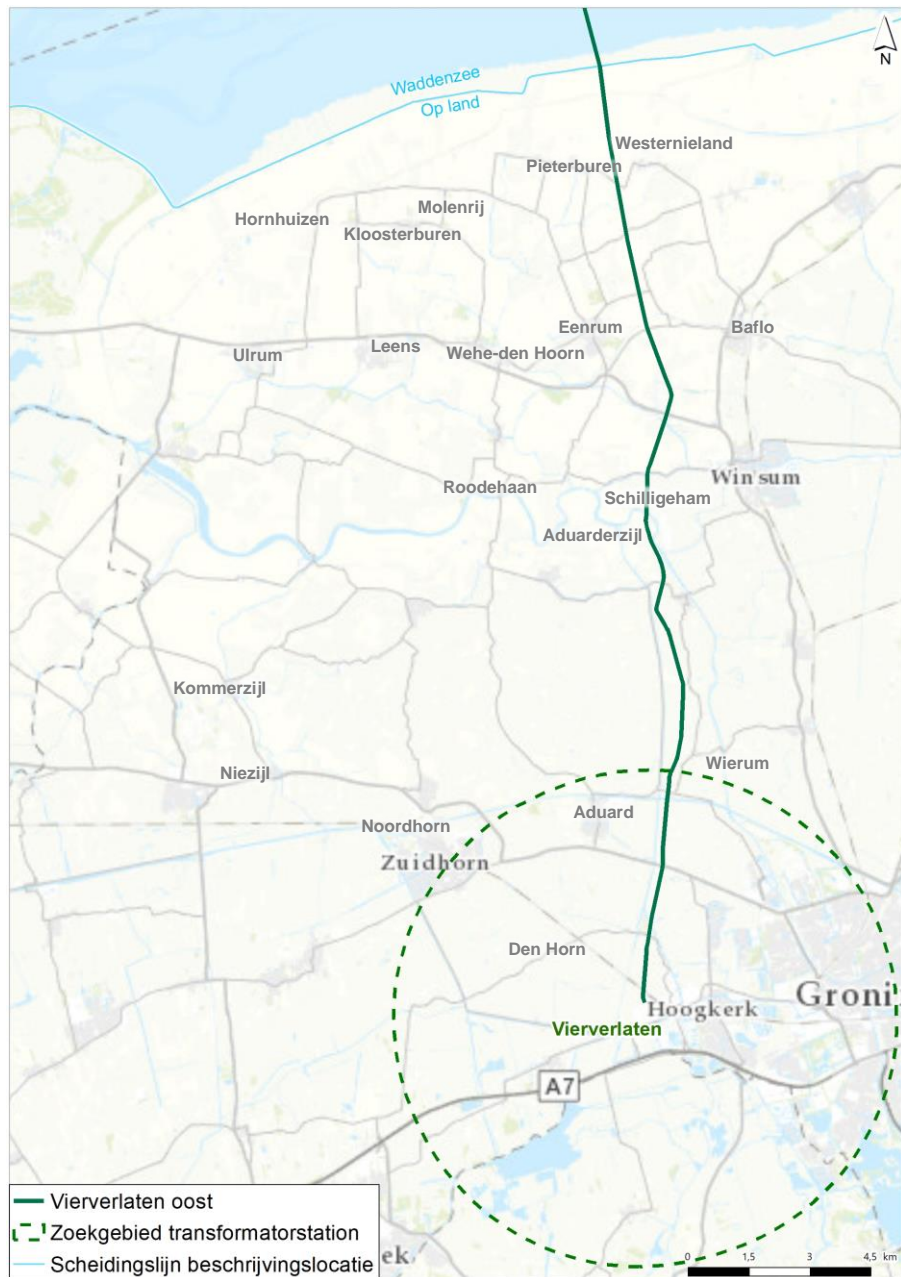 N
Waddenzee
Op land
Westernieland
Pieterburen
Molenrij
Hornhuizen
Kloosterburen
Eenrum
Baflo
Leens
Wehe-den Hoorn
Ulrum
Win'sum
Roodehaan
Schilligeham
Aduarderzijl
Kommerzijl
Wierum
Niezijl
Aduard
Noordhorn
Zuidhorn
Den Horn
Groni
Hoogkerk
Vierverlaten
A7
Vierverlaten oost
Zoekgebied transformatorstation
Scheidingslijn beschrijvingslocatie
ek
0 1,5 3 4,5 km